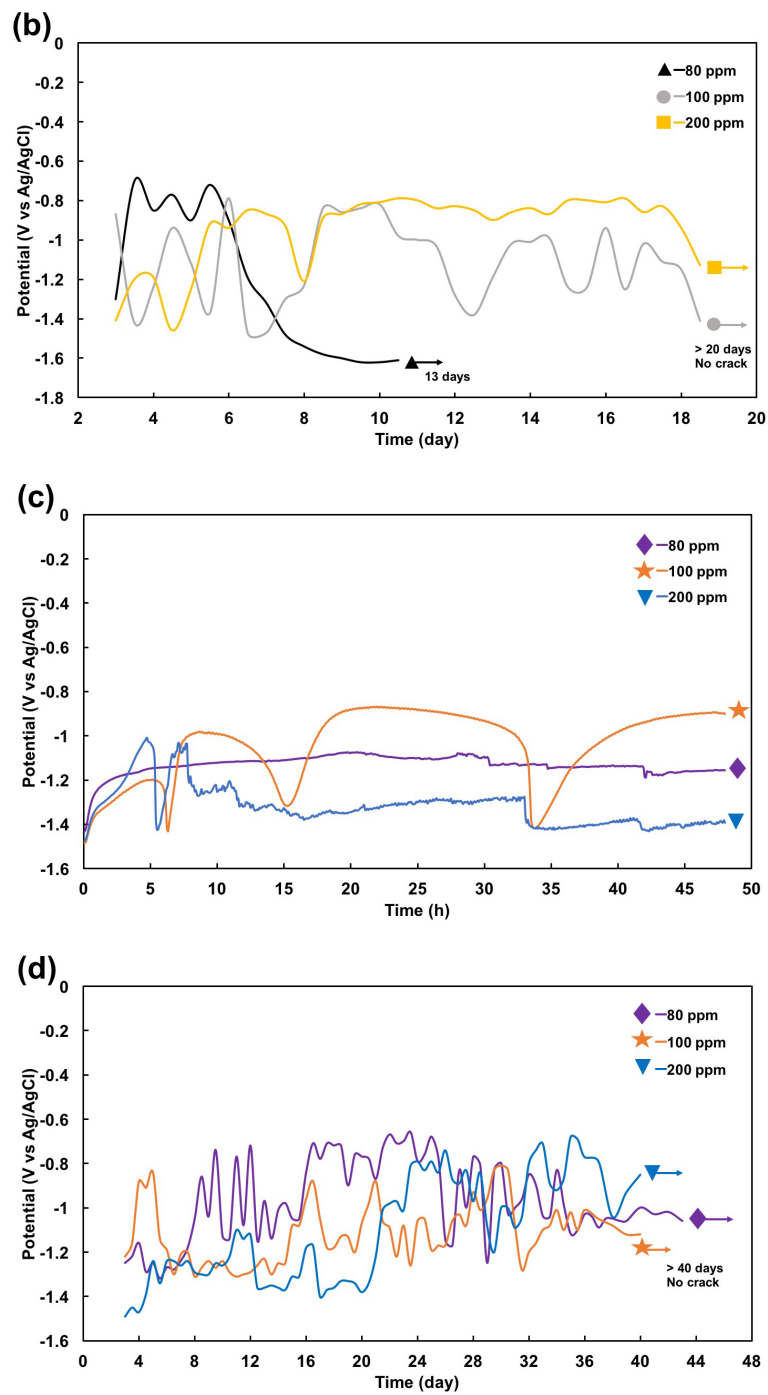 (b)
0
-0.2
-0.4
-0.6
-0.8
-1
-1.2
-1.4
-1.6
-1.8
Potential (V vs Ag/AgCl)
80 ppm
100 ppm
200 ppm
> 20 days
No crack
13 days
2 4 6 8 10 12 14 16 18 20
Time (day)
(c)
0
-0.2
-0.4
-0.6
-0.8
-1
-1.2
-1.4
-1.6
Potential (V vs Ag/AgCl)
80 ppm
100 ppm
200 ppm
0 5 10 15 20 25 30 35 40 45 50
Time (h)
(d)
0
-0.2
-0.4
-0.6
-0.8
-1
-1.2
-1.4
-1.6
Potential (V vs Ag/AgCl)
80 ppm
100 ppm
200 ppm
> 40 days
No crack
0 4 8 12 16 20 24 28 32 36 40 44 48
Time (day)